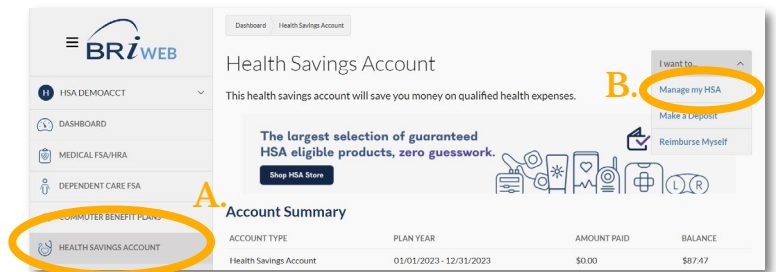 BRiWEB
H HSA DEMOACCT
DASHBOARD
MEDICAL FSA/HRA
DEPENDENT CARE FSA
COMMUTER BENEFIT PLANS
HEALTH SAVINGS ACCOUNT
A.
Dashboard Health Savings Account
Health Savings Account
This health savings account will save you money on qualified health expenses.
B.
I want to...
Manage my HSA
Make a Deposit
Reimburse Myself
The largest selection of guaranteed
HSA eligible products, zero guesswork.
Shop HSA Store
L R
Account Summary
ACCOUNT TYPE PLAN YEAR AMOUNT PAID BALANCE
Health Savings Account 01/01/2023 - 12/31/2023 $0.00 $87.47